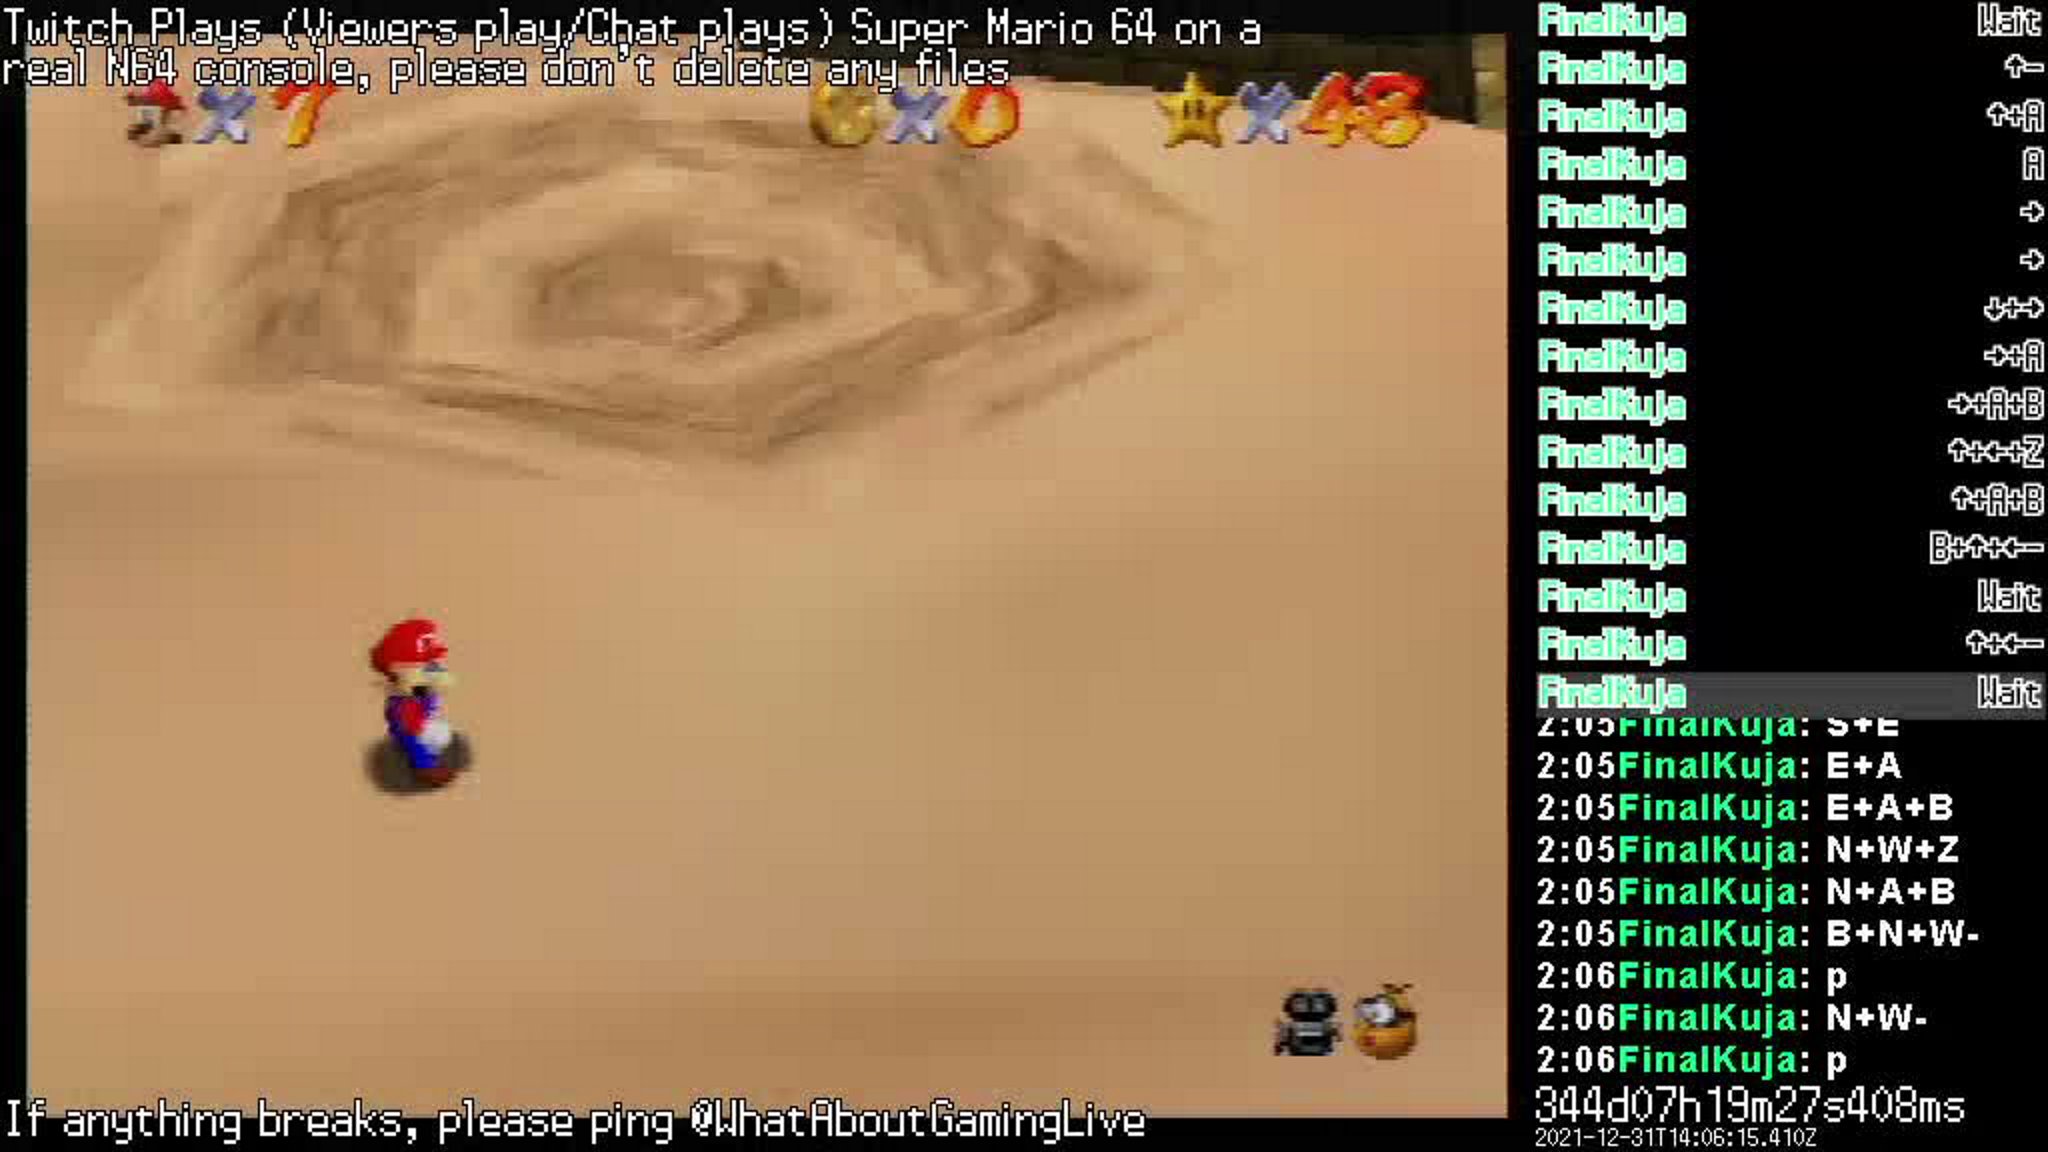 Twitch Plays (Viewers play/Chat plays) Super Mario 64 on a
real N64 console, please don't delete any files
x 7 x 0 x 48
If anything breaks, please ping @WhatAboutGamingLive
FinalKuja Wait
FinalKuja ↑-
FinalKuja ↑+A
FinalKuja A
FinalKuja →
FinalKuja →
FinalKuja ↓+→
FinalKuja →+A
FinalKuja →+A+B
FinalKuja ↑+←+Z
FinalKuja ↑+A+B
FinalKuja B+↑+←-
FinalKuja Wait
FinalKuja ↑+←-
FinalKuja Wait
2:05FinalKuja: S+E
2:05FinalKuja: E+A
2:05FinalKuja: E+A+B
2:05FinalKuja: N+W+Z
2:05FinalKuja: N+A+B
2:05FinalKuja: B+N+W-
2:06FinalKuja: p
2:06FinalKuja: N+W-
2:06FinalKuja: p
344d07h19m27s408ms
2021-12-31T14:06:15.410Z